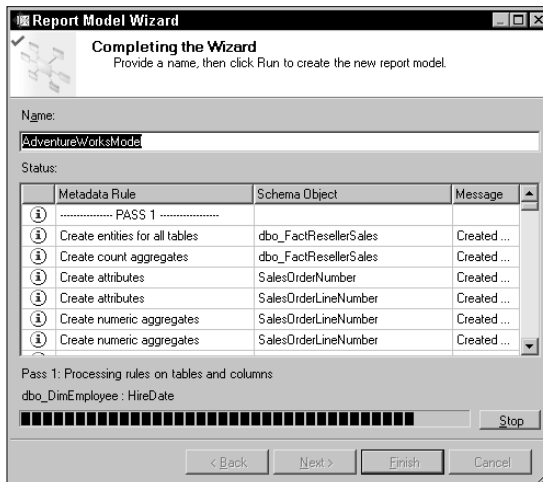 Report Model Wizard
Completing the Wizard
Provide a name, then click Run to create the new report model.
Name:
AdventureWorksModel
Status:
Metadata Rule Schema Object Message
--------------- PASS 1 -----------------
Create entities for all tables dbo_FactResellerSales Created ...
Create count aggregates dbo_FactResellerSales Created ...
Create attributes SalesOrderNumber Created ...
Create attributes SalesOrderLineNumber Created ...
Create numeric aggregates SalesOrderLineNumber Created ...
Create numeric aggregates SalesOrderLineNumber Created ...
Pass 1: Processing rules on tables and columns
dbo_DimEmployee : HireDate
Stop
< Back Next > Finish Cancel